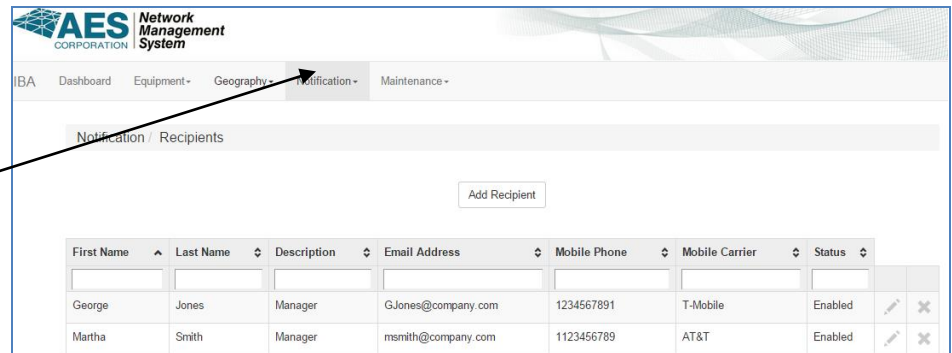 AES CORPORATION Network Management System
IBA Dashboard Equipment Geography Notification Maintenance
Notification / Recipients
Add Recipient
First Name Last Name Description Email Address Mobile Phone Mobile Carrier Status
George Jones Manager GJones@company.com 1234567891 T-Mobile Enabled
Martha Smith Manager msmith@company.com 1123456789 AT&T Enabled